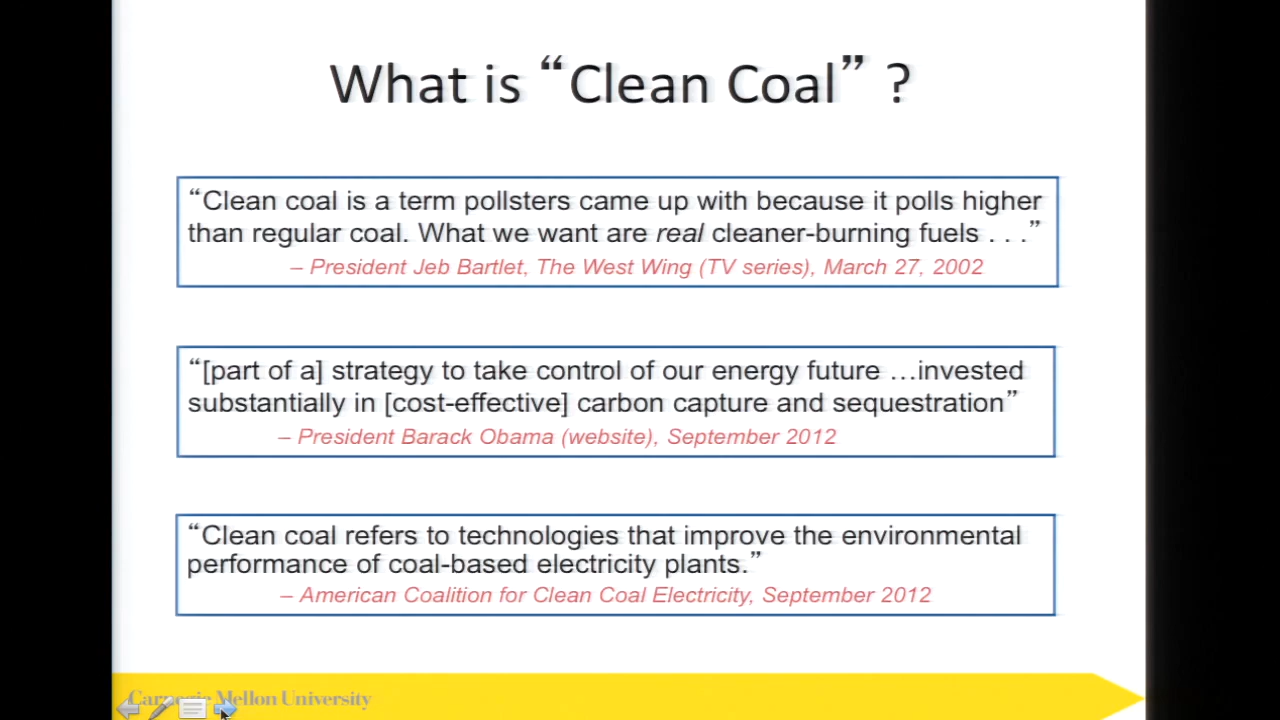 What is “Clean Coal” ?
“Clean coal is a term pollsters came up with because it polls higher
than regular coal. What we want are real cleaner-burning fuels . . .”
– President Jeb Bartlet, The West Wing (TV series), March 27, 2002
“[part of a] strategy to take control of our energy future …invested
substantially in [cost-effective] carbon capture and sequestration”
– President Barack Obama (website), September 2012
“Clean coal refers to technologies that improve the environmental
performance of coal-based electricity plants.”
– American Coalition for Clean Coal Electricity, September 2012
Carnegie Mellon University